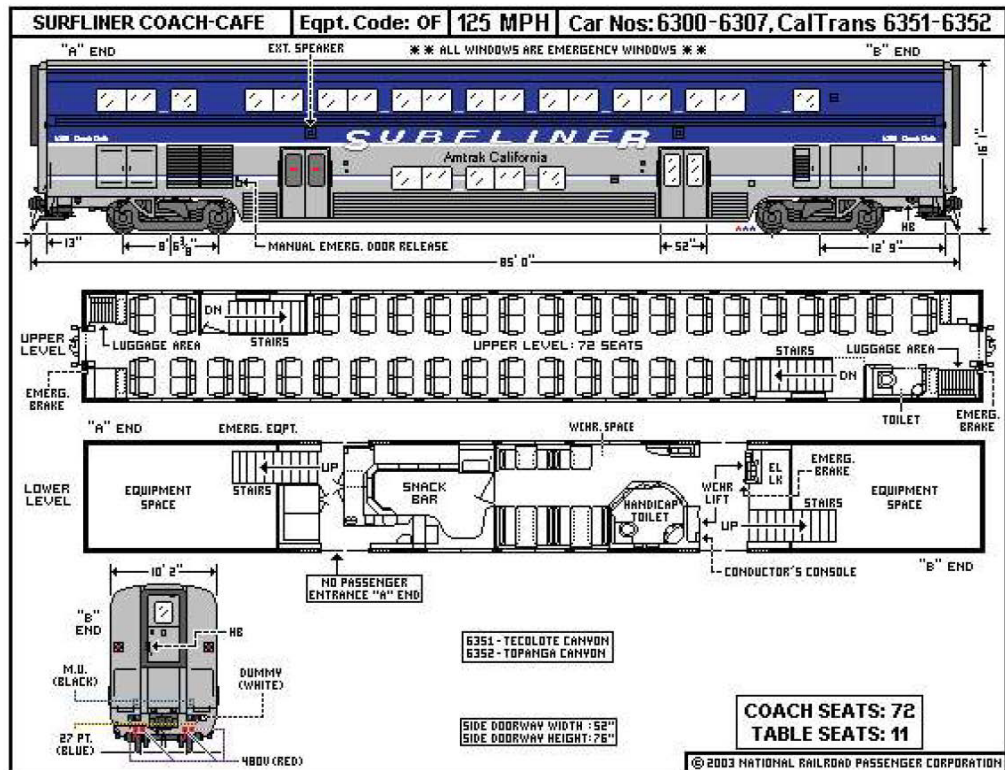 SURFLINER COACH-CAFE
Eqpt. Code: OF
125 MPH
Car Nos: 6300-6307, CalTrans 6351-6352
"A" END
EXT. SPEAKER
* * ALL WINDOWS ARE EMERGENCY WINDOWS * *
"B" END
SURFLINER
Amtrak California
16' 1"
13"
8' 6 3/8"
MANUAL EMERG. DOOR RELEASE
52"
12' 9"
HB
85' 0"
UPPER
LEVEL
DN
STAIRS
LUGGAGE AREA
UPPER LEVEL: 72 SEATS
STAIRS
LUGGAGE AREA
DN
EMERG.
BRAKE
TOILET
EMERG.
BRAKE
"A" END
EMERG. EQPT.
WCHR. SPACE
LOWER
LEVEL
EQUIPMENT
SPACE
UP
STAIRS
SNACK
BAR
HANDICAP
TOILET
WCHR
LIFT
EL
LK
EMERG.
BRAKE
STAIRS
UP
EQUIPMENT
SPACE
NO PASSENGER
ENTRANCE "A" END
CONDUCTOR'S CONSOLE
"B" END
10' 2"
"B"
END
HB
M.U.
(BLACK)
DUMMY
(WHITE)
27 PT.
(BLUE)
480V (RED)
6351 - TECOLOTE CANYON
6352 - TOPANGA CANYON
SIDE DOORWAY WIDTH : 52"
SIDE DOORWAY HEIGHT: 76"
COACH SEATS: 72
TABLE SEATS: 11
© 2003 NATIONAL RAILROAD PASSENGER CORPORATION